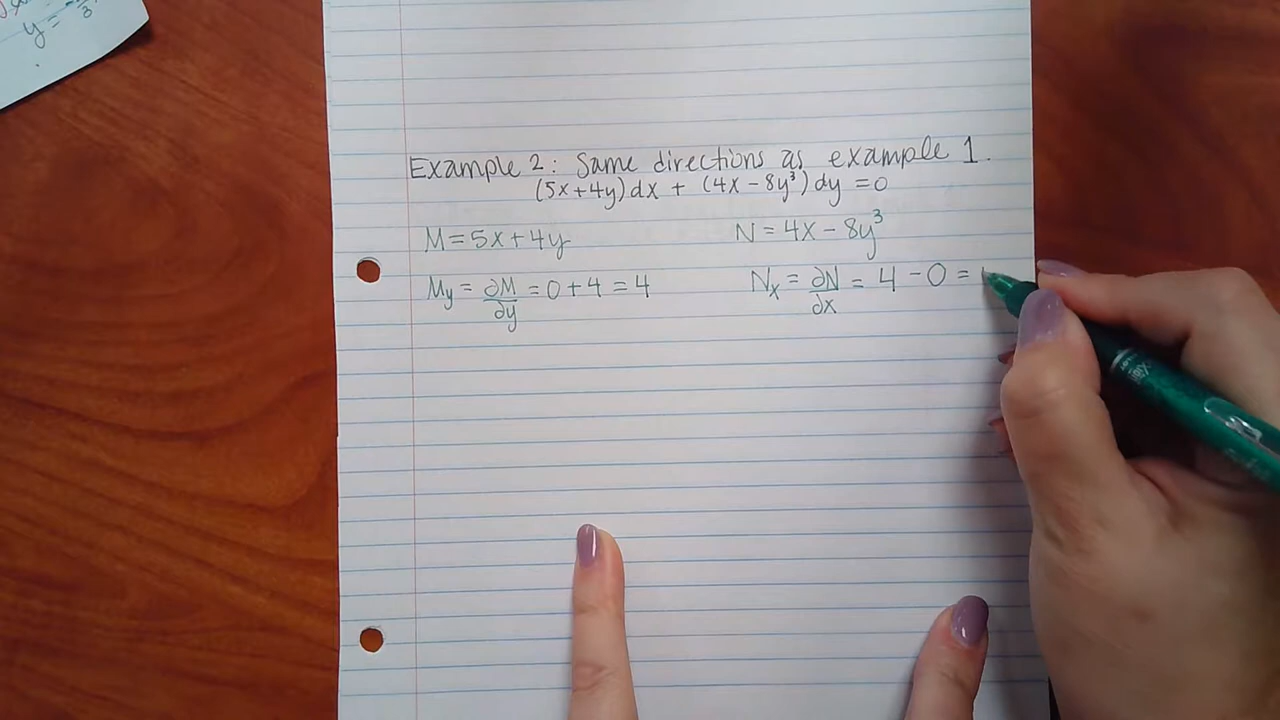 y =
Example 2: Same directions as example 1.
(5x+4y)dx + (4x-8y³)dy = 0
M = 5x+4y N = 4x-8y³
My = ∂M/∂y = 0+4 = 4 Nx = ∂N/∂x = 4-0 =